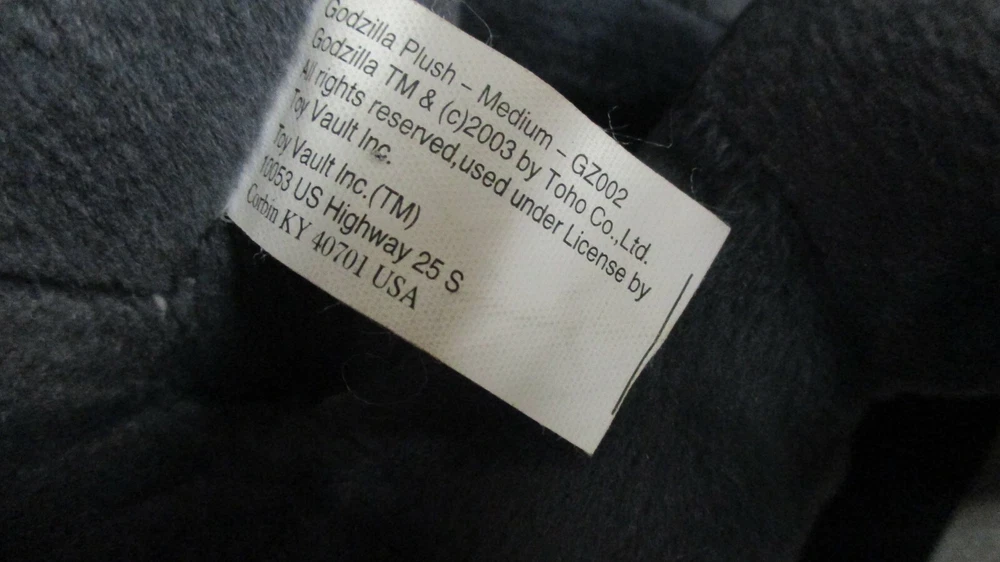 Godzilla Plush - Medium - GZ002
Godzilla TM & (c)2003 by Toho Co.,Ltd.
All rights reserved,used under License by
Toy Vault Inc.
Toy Vault Inc.(TM)
10053 US Highway 25 S
Corbin KY 40701 USA